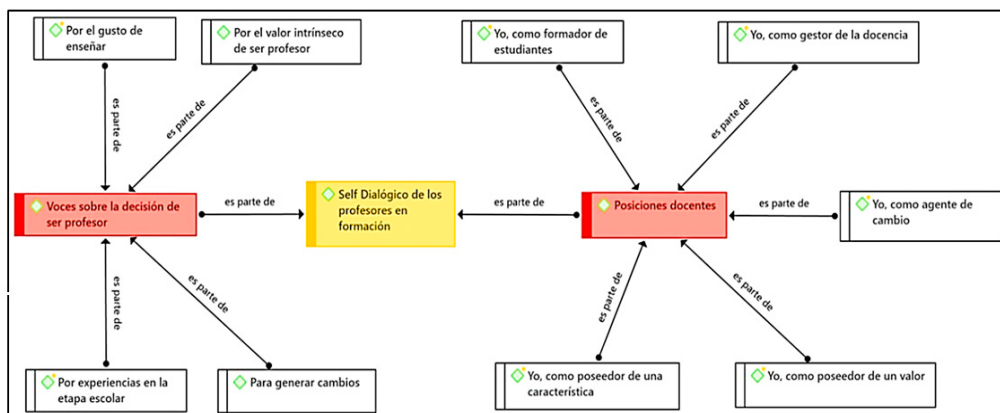 Por el gusto de
enseñar
Por el valor intrínseco
de ser profesor
Yo, como formador de
estudiantes
Yo, como gestor de la docencia
es parte de
es parte de
es parte de
es parte de
Voces sobre la decisión de
ser profesor
es parte de
Self Dialógico de los
profesores en
formación
es parte de
Posiciones docentes
es parte de
Yo, como agente de
cambio
es parte de
es parte de
es parte de
es parte de
Por experiencias en la
etapa escolar
Para generar cambios
Yo, como poseedor de una
característica
Yo, como poseedor de un valor